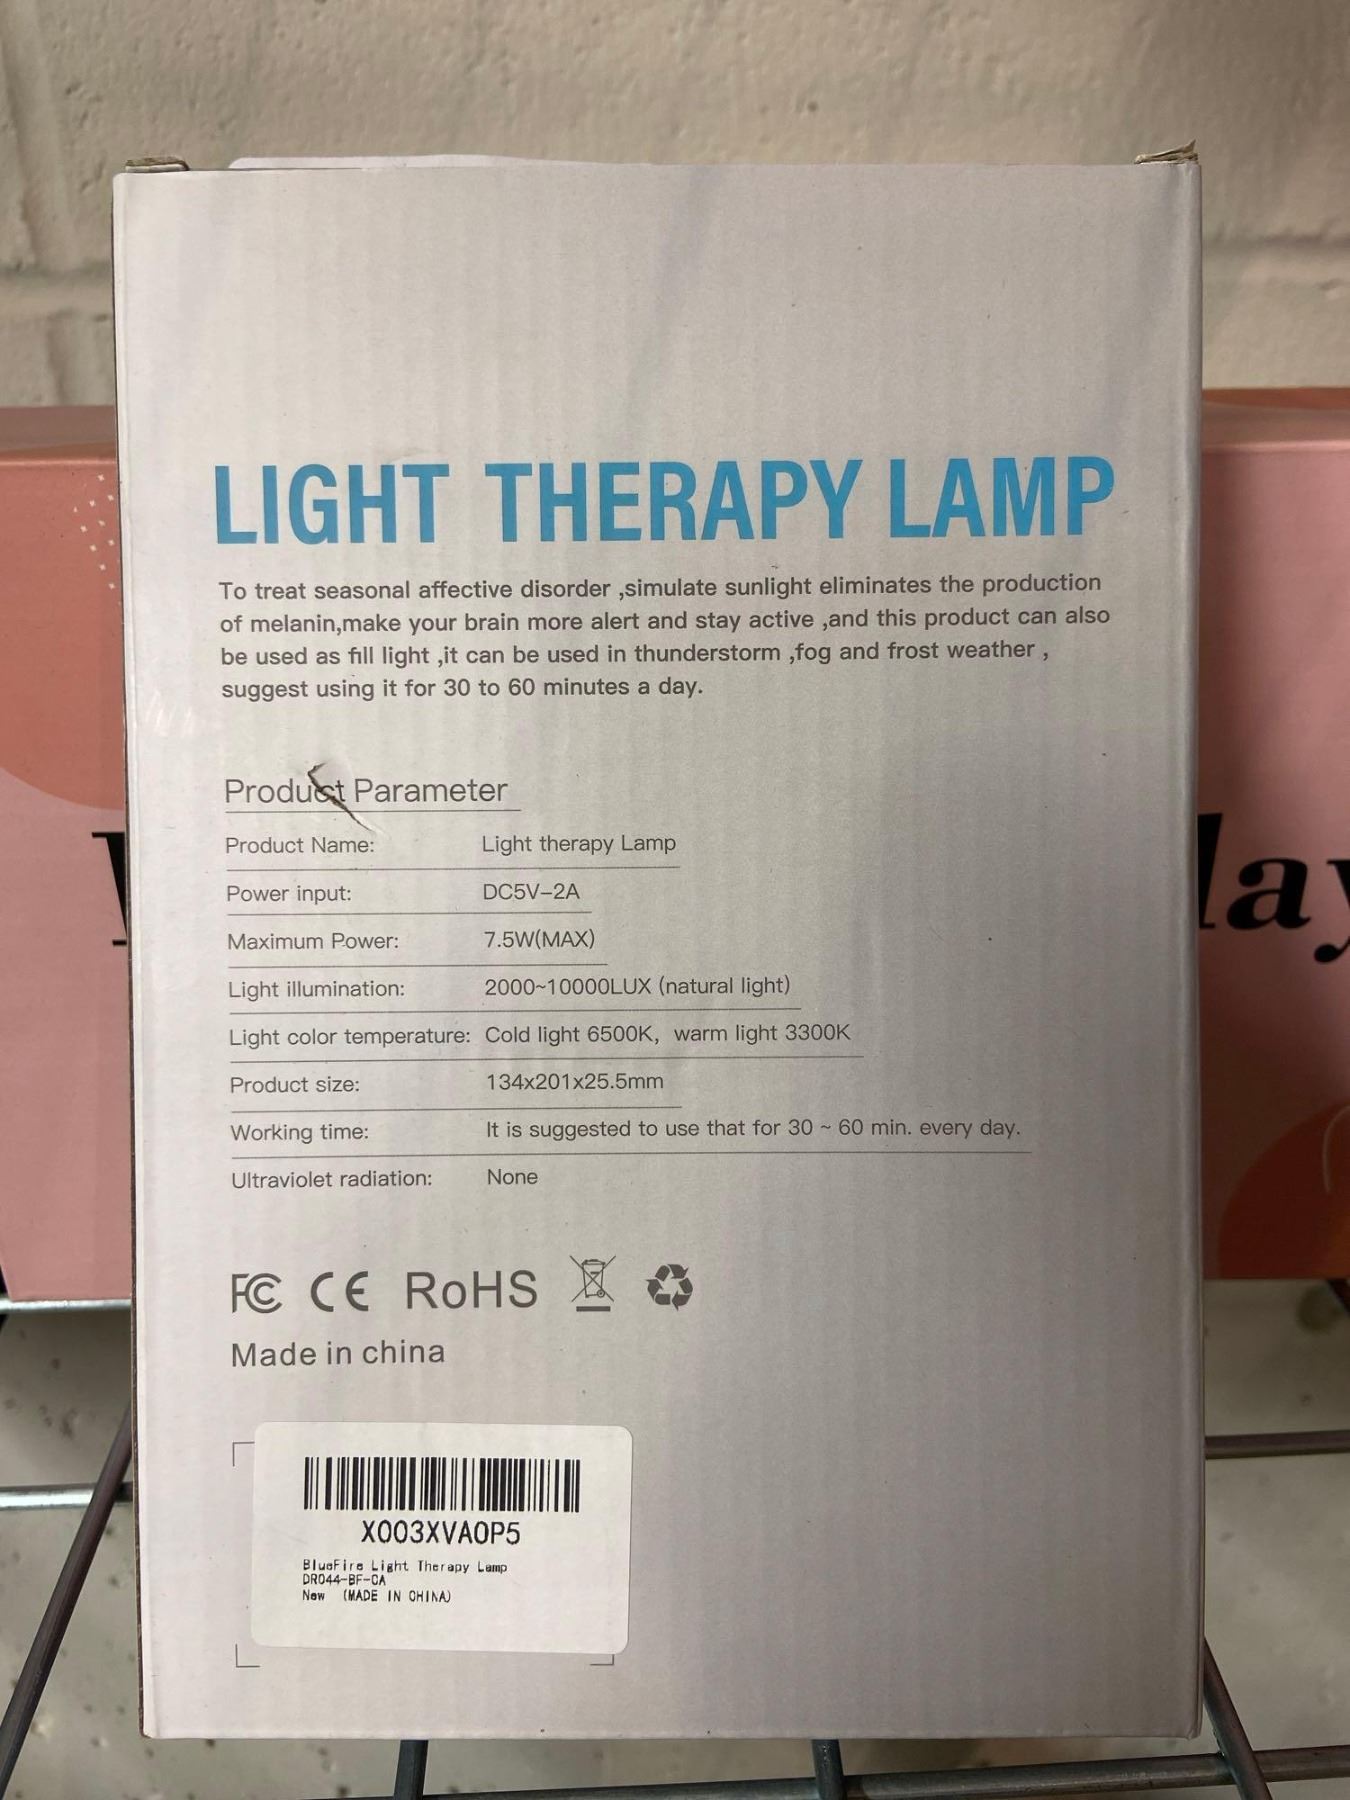 LIGHT THERAPY LAMP
To treat seasonal affective disorder ,simulate sunlight eliminates the production
of melanin,make your brain more alert and stay active ,and this product can also
be used as fill light ,it can be used in thunderstorm ,fog and frost weather ,
suggest using it for 30 to 60 minutes a day.
Product Parameter
Product Name: Light therapy Lamp
Power input: DC5V-2A
Maximum Power: 7.5W(MAX)
Light illumination: 2000~10000LUX (natural light)
Light color temperature: Cold light 6500K, warm light 3300K
Product size: 134x201x25.5mm
Working time: It is suggested to use that for 30 ~ 60 min. every day.
Ultraviolet radiation: None
FC CE RoHS
Made in china
X003XVA0P5
BlueFire Light Therapy Lamp
DR044-BF-CA
New (MADE IN CHINA)